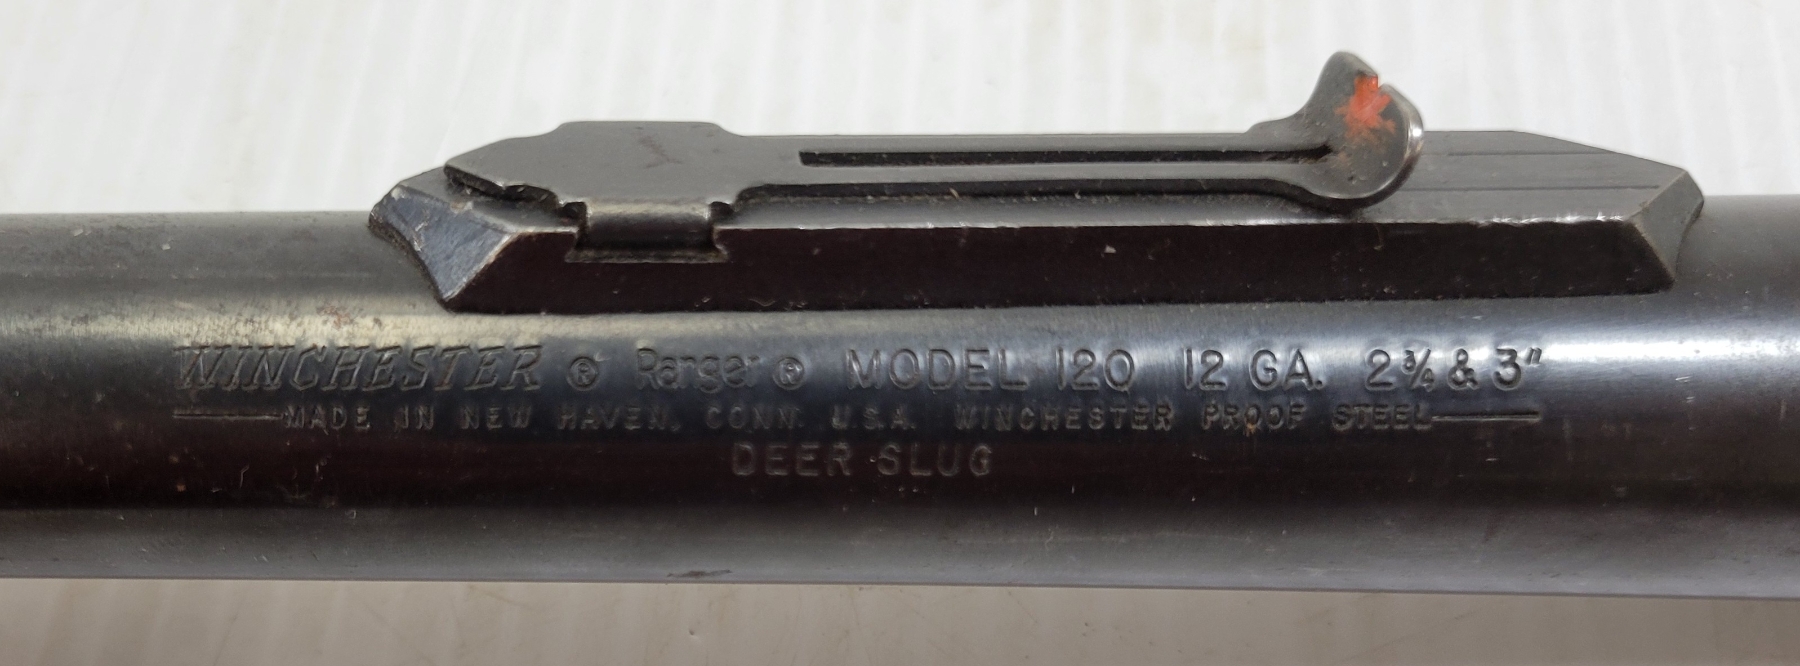 WINCHESTER ® Ranger ® MODEL 120 12 GA. 2¾ & 3"
MADE IN NEW HAVEN, CONN. U.S.A. WINCHESTER PROOF STEEL
DEER SLUG